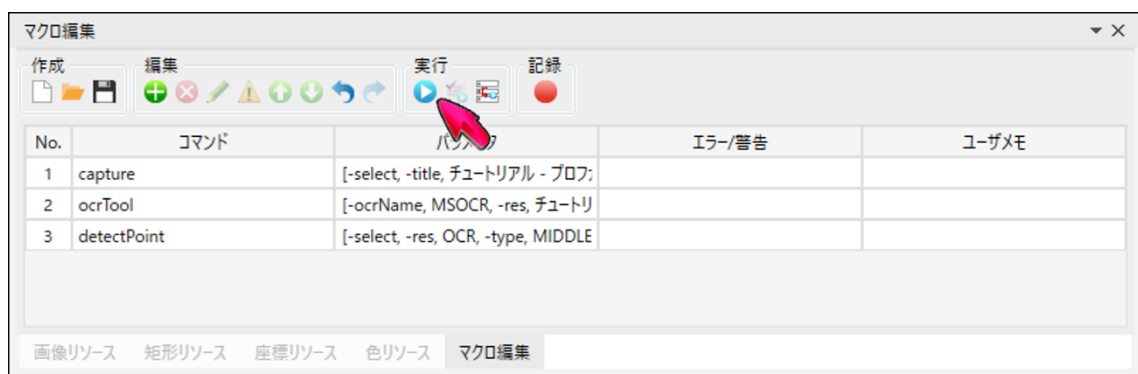 マクロ編集
作成 編集 実行 記録
No. コマンド エラー/警告 ユーザメモ
1 capture [-select, -title, チュートリアル - プロファ
2 ocrTool [-ocrName, MSOCR, -res, チュートリ
3 detectPoint [-select, -res, OCR, -type, MIDDLE
画像リソース 矩形リソース 座標リソース 色リソース マクロ編集